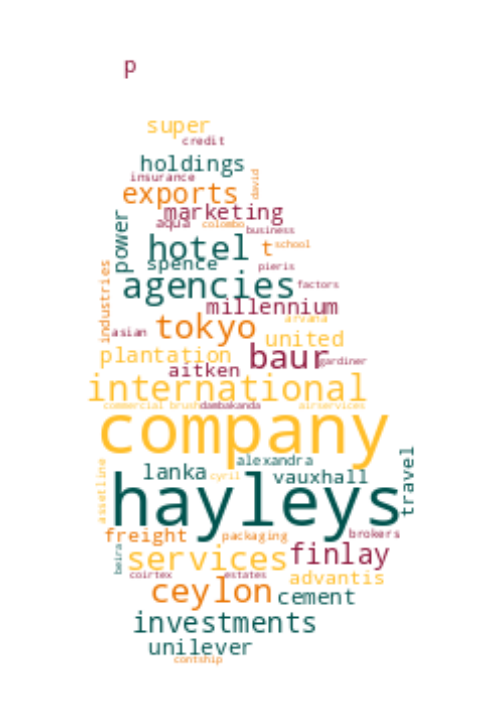 p
super
credit
holdings
insurance
david
exports
marketing
power
aqua
colombo
business
hotel
t
school
spence
pieris
industries
agencies
factors
millennium
arvana
tokyo
asian
united
plantation
baur
gardiner
aitken
international
commercial
brush
dambakanda
airservices
company
travel
alexandra
assetline
lanka
cyril
vauxhall
hayleys
freight
packaging
brokers
beira
services
finlay
coirtex
estates
advantis
ceylon
cement
investments
unilever
contship